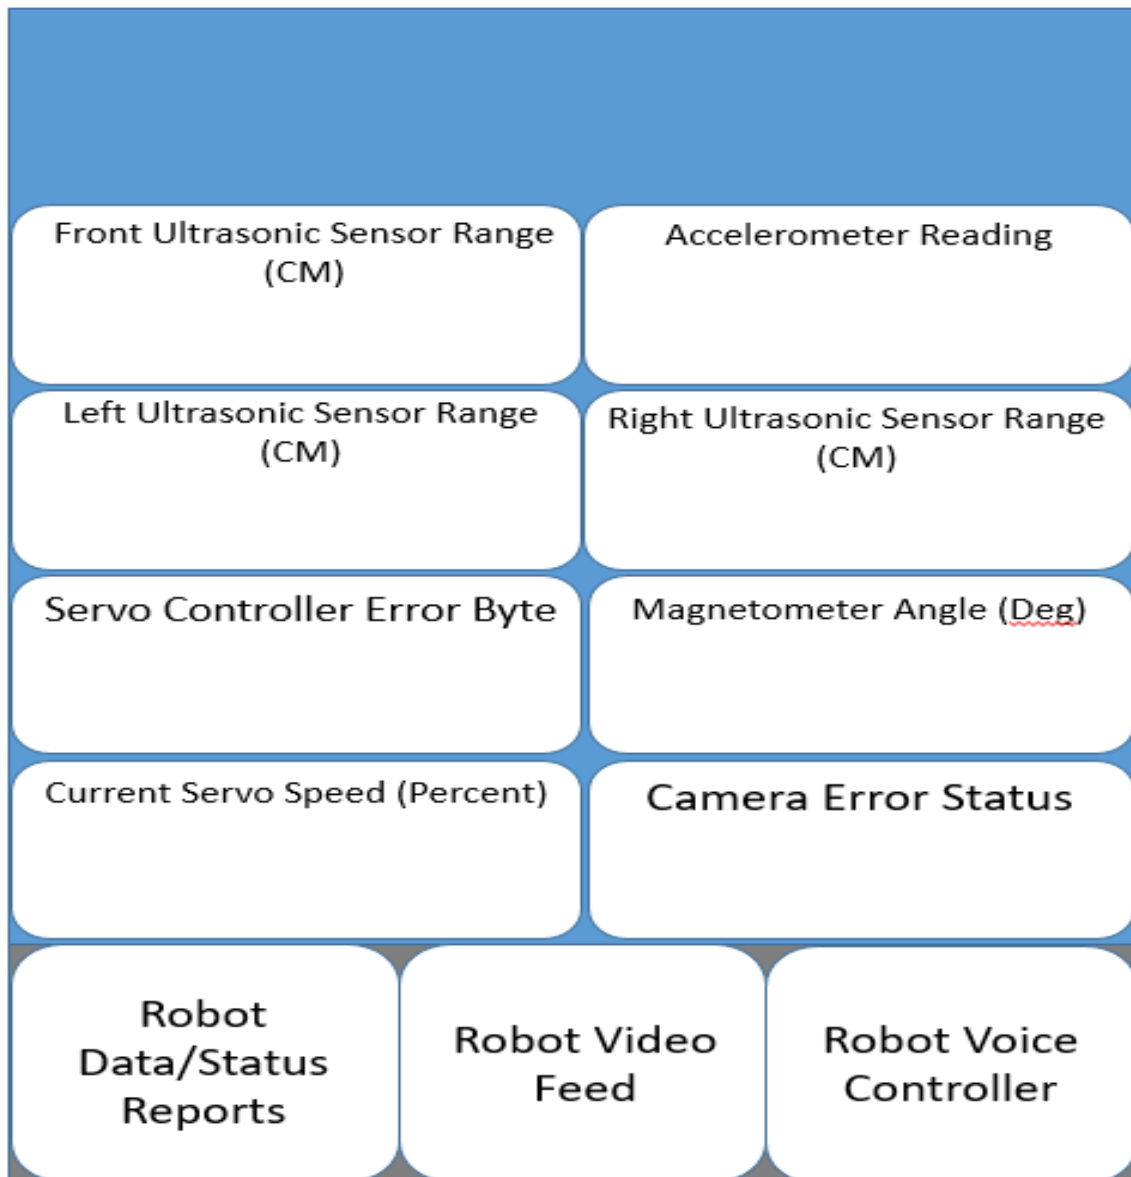 Front Ultrasonic Sensor Range
(CM)
Accelerometer Reading
Left Ultrasonic Sensor Range
(CM)
Right Ultrasonic Sensor Range
(CM)
Servo Controller Error Byte
Magnetometer Angle (Deg)
Current Servo Speed (Percent)
Camera Error Status
Robot
Data/Status
Reports
Robot Video
Feed
Robot Voice
Controller